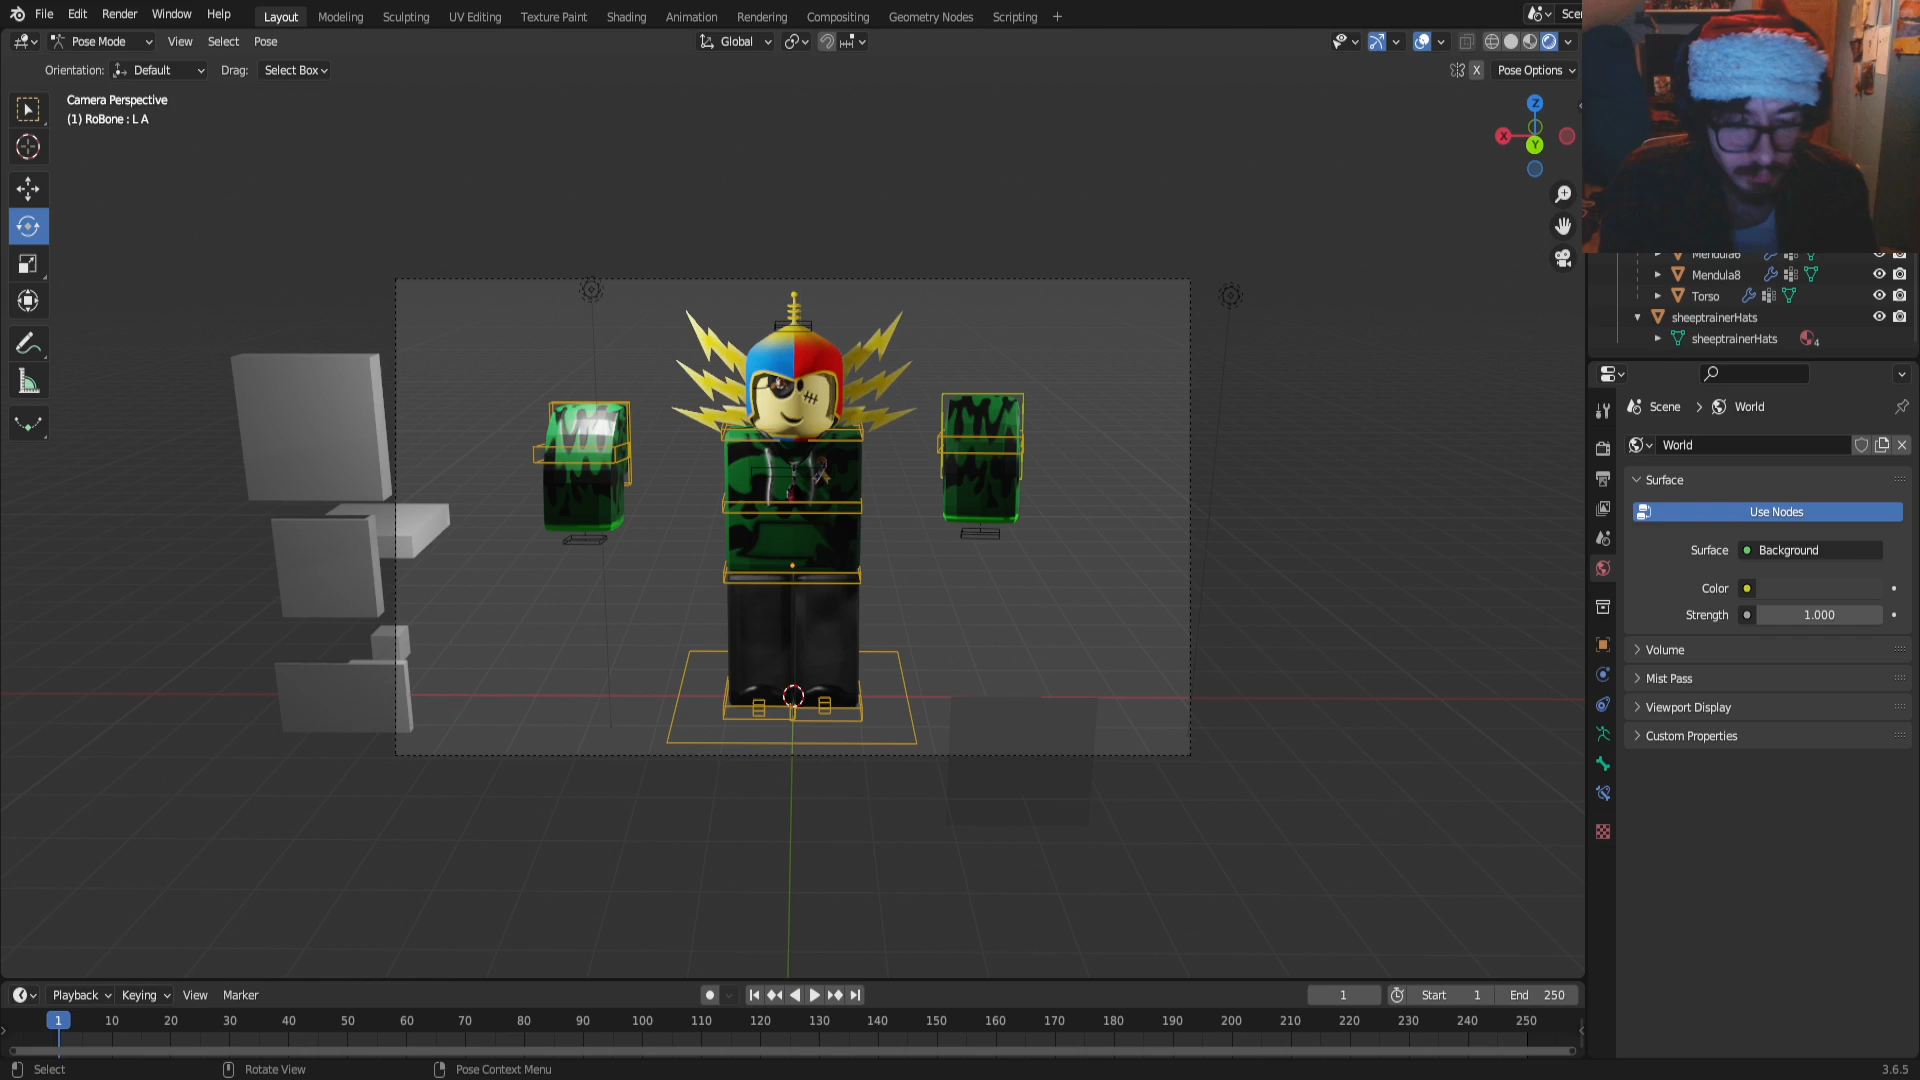 File Edit Render Window Help Layout Modeling Sculpting UV Editing Texture Paint Shading Animation Rendering Compositing Geometry Nodes Scripting +
Pose Mode View Select Pose Global
Orientation: Default Drag: Select Box X Pose Options
Camera Perspective
(1) RoBone : L A
Z
X
Y
Mendula6
Mendula8
Torso
sheeptrainerHats
sheeptrainerHats 4
Scene > World
World
Surface
Use Nodes
Surface Background
Color
Strength 1.000
Volume
Mist Pass
Viewport Display
Custom Properties
Playback Keying View Marker 1 Start 1 End 250
1 10 20 30 40 50 60 70 80 90 100 110 120 130 140 150 160 170 180 190 200 210 220 230 240 250
Select Rotate View Pose Context Menu 3.6.5